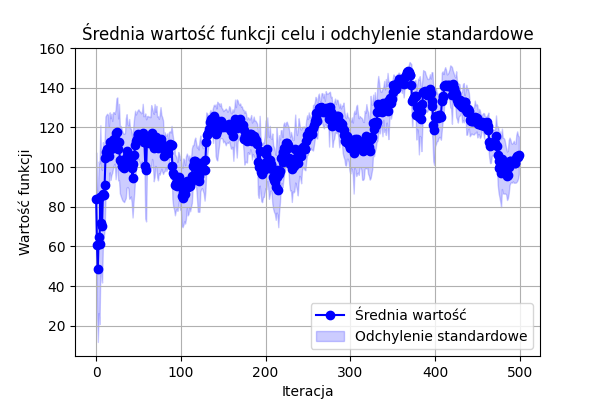 Średnia wartość funkcji celu i odchylenie standardowe
160
140
120
100
80
60
40
20
Wartość funkcji
0 100 200 300 400 500
Iteracja
Średnia wartość
Odchylenie standardowe